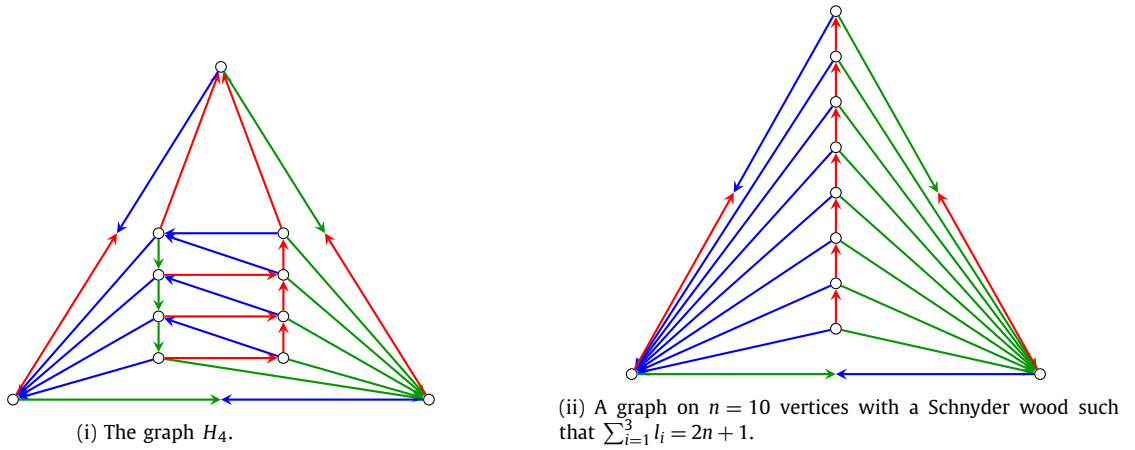 (i) The graph H₄.
(ii) A graph on n = 10 vertices with a Schnyder wood such
that ∑³ᵢ₌₁ lᵢ = 2n + 1.